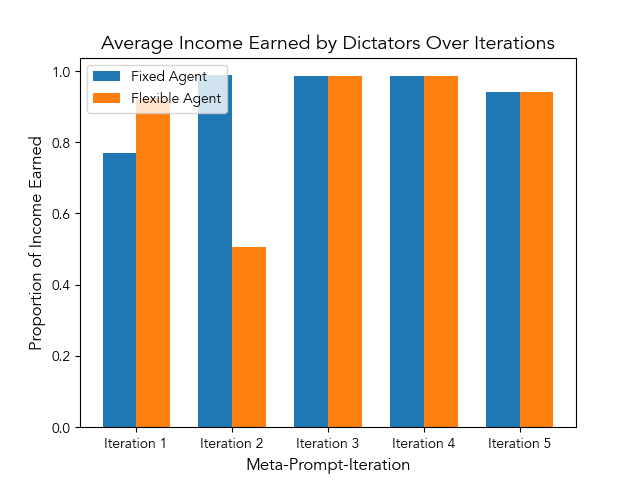 Average Income Earned by Dictators Over Iterations
Fixed Agent
Flexible Agent
1.0
0.8
0.6
0.4
0.2
0.0
Proportion of Income Earned
Iteration 1
Iteration 2
Iteration 3
Iteration 4
Iteration 5
Meta-Prompt-Iteration